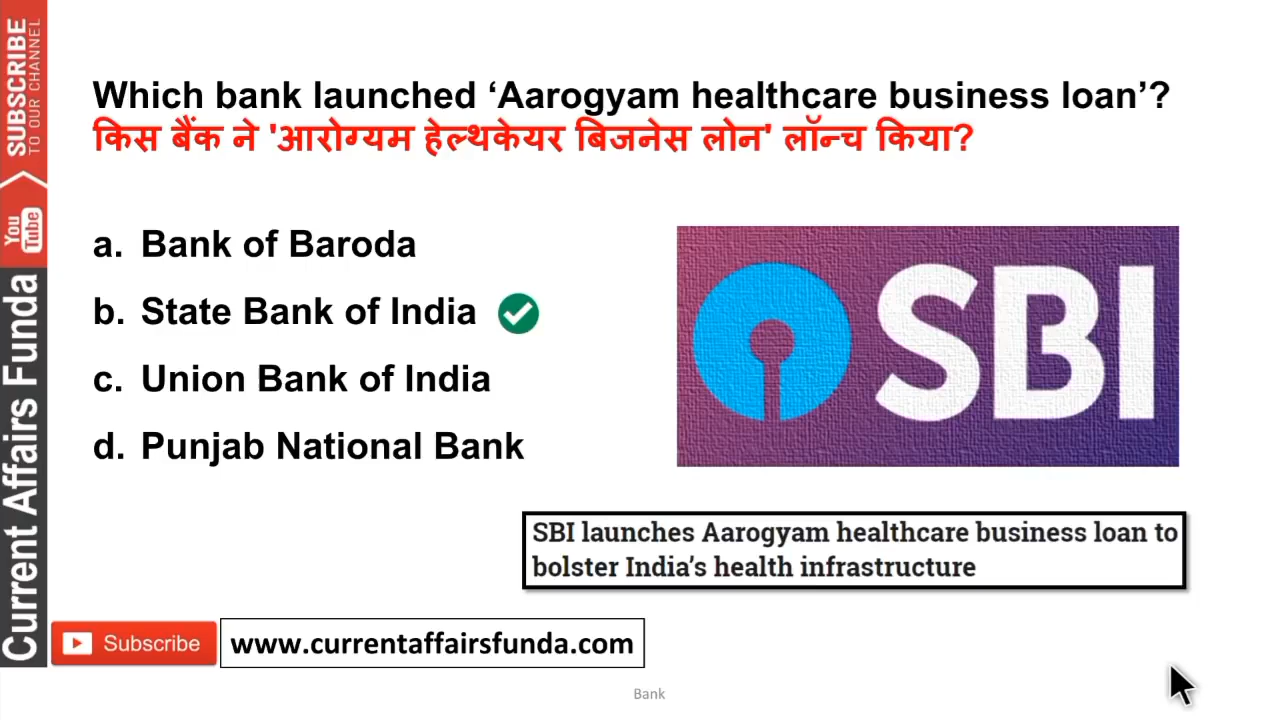 SUBSCRIBE
TO OUR CHANNEL
You
Tube
Current Affairs Funda
Which bank launched ‘Aarogyam healthcare business loan’?
किस बैंक ने 'आरोग्यम हेल्थकेयर बिजनेस लोन' लॉन्च किया?
a. Bank of Baroda
b. State Bank of India
c. Union Bank of India
d. Punjab National Bank
SBI
SBI launches Aarogyam healthcare business loan to
bolster India’s health infrastructure
Subscribe
www.currentaffairsfunda.com
Bank